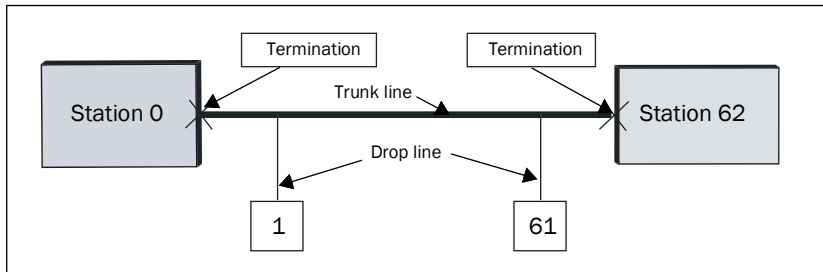 Termination
Termination
Trunk line
Station 0
Station 62
Drop line
1
61